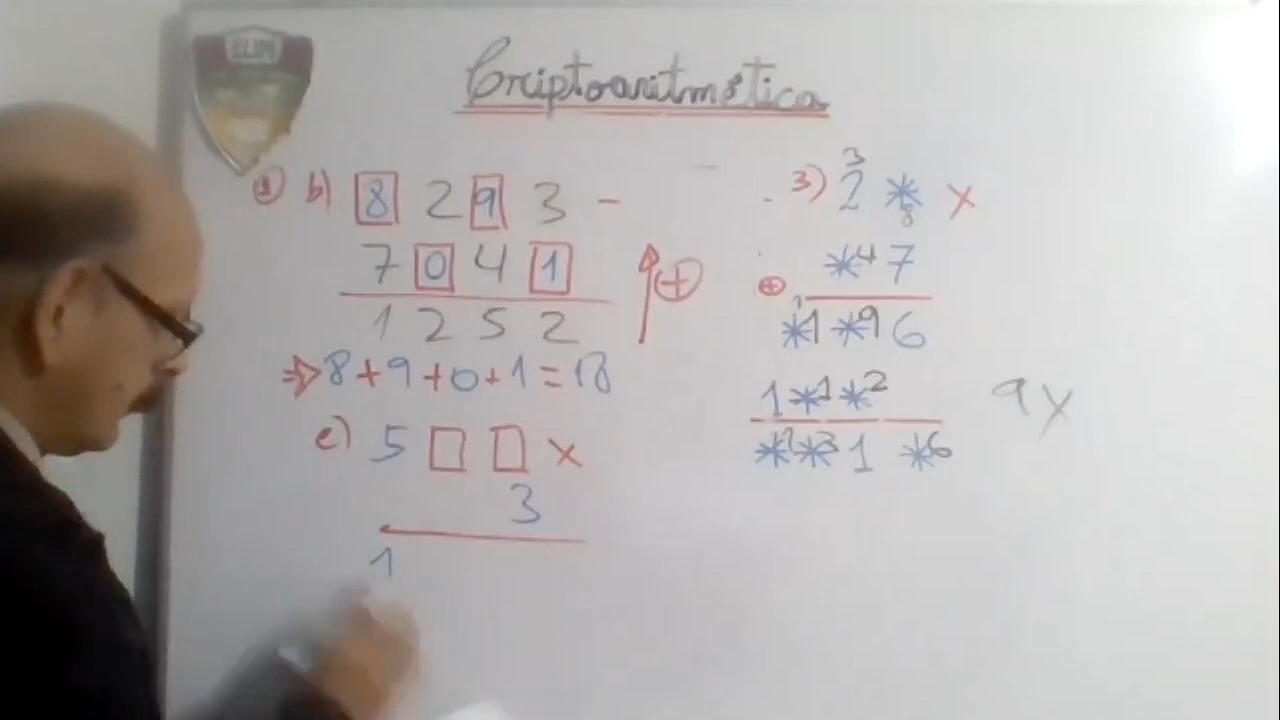 ELIM
Criptoaritmética
1) b) 8 2 9 3 -
7 0 4 1
1 2 5 2
⇒ 8+9+0+1=18
c) 5 □ □ x
3
1
3) 3
2 * 8 x
*4 7
*1 *9 6
1 *1 *2
*2 *3 1 *6
9 y